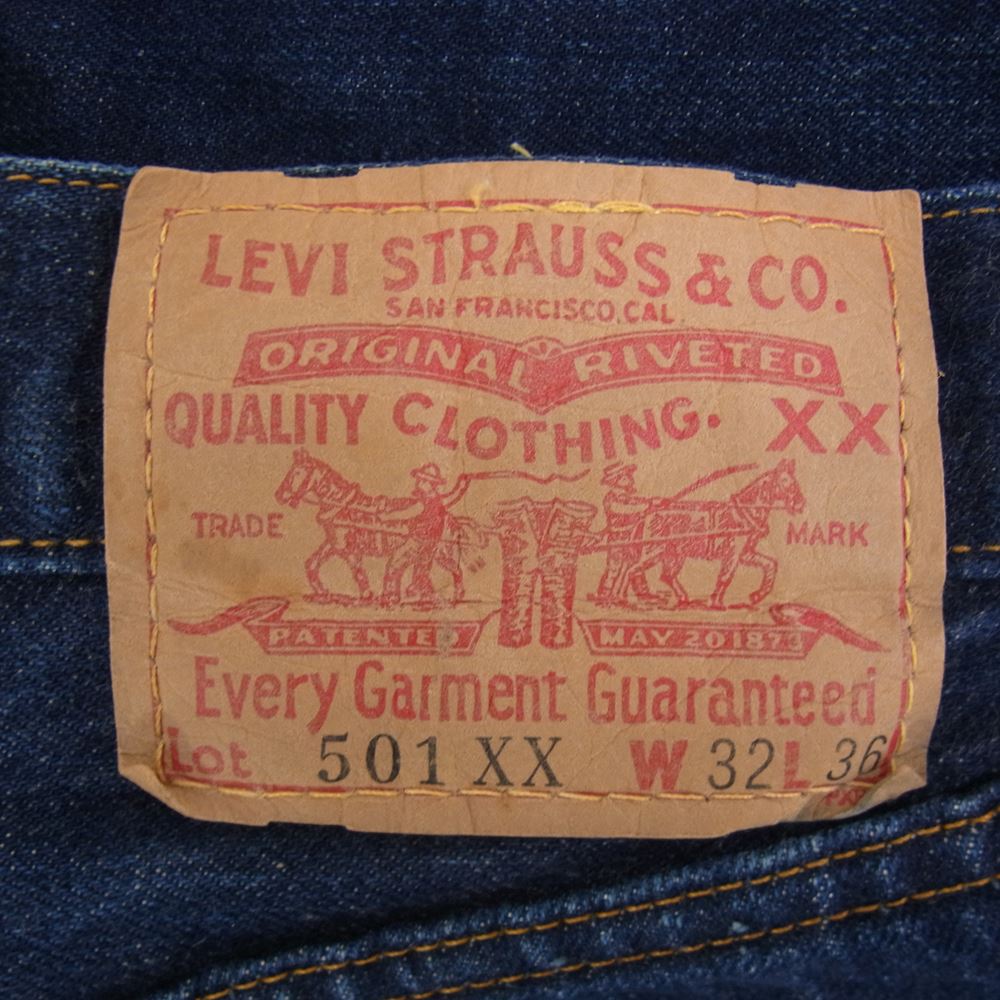 LEVI STRAUSS & CO.
SAN FRANCISCO, CAL.
ORIGINAL RIVETED
QUALITY CLOTHING. XX
TRADE MARK
PATENTED MAY 20 1873
Every Garment Guaranteed
Lot 501 XX W 32 L 36